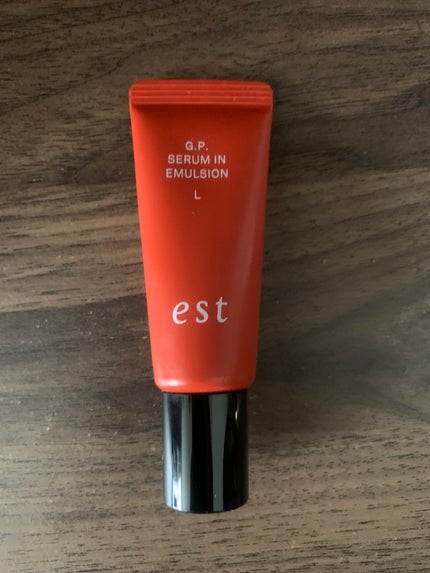 G.P.
SERUM IN
EMULSION
L
est